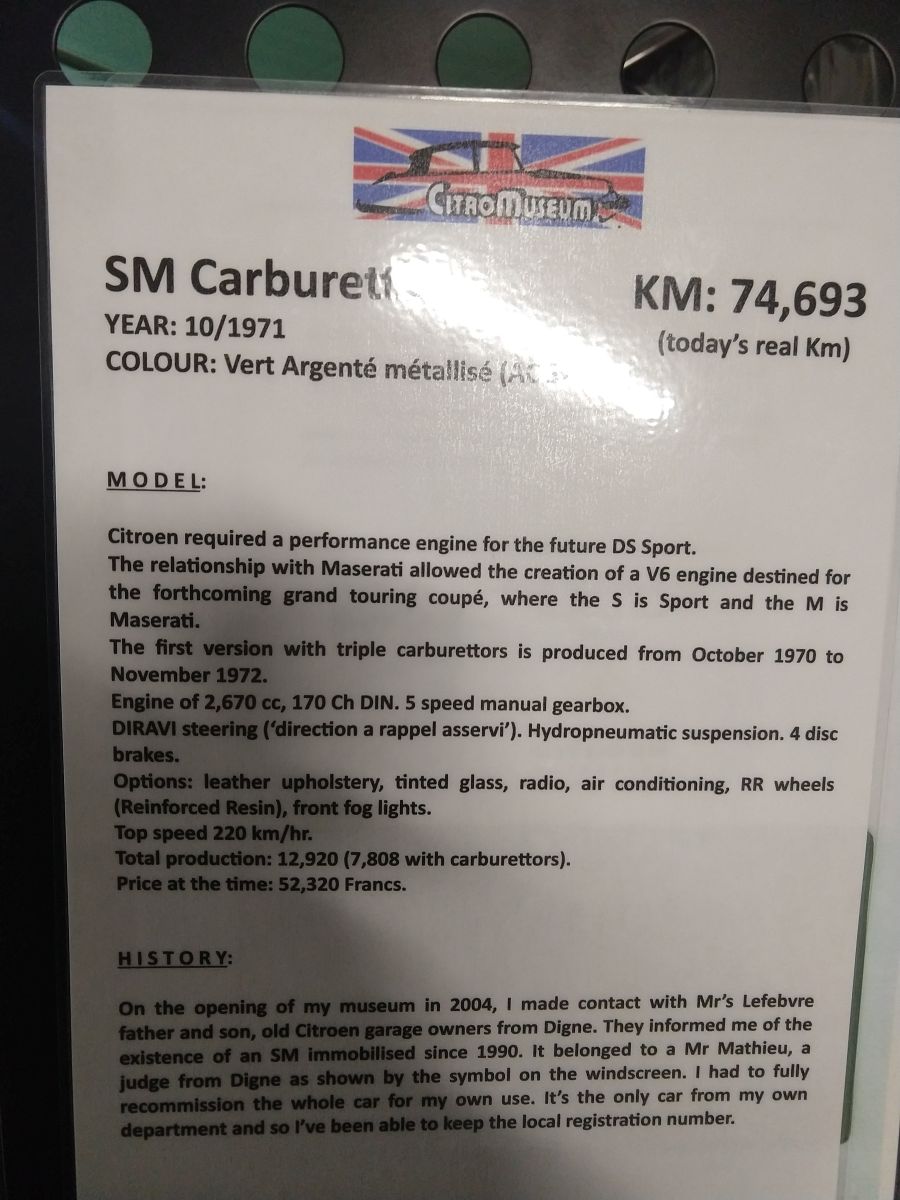 CITROMUSEUM
SM
KM: 74,693
YEAR: 10/1971
(today's real Km)
COLOUR: Vert Argenté métallisé
MODEL:
Citroen required a performance engine for the future DS Sport.
The relationship with Maserati allowed the creation of a V6 engine destined for
the forthcoming grand touring coupé, where the S is Sport and the M is
Maserati.
The first version with triple carburettors is produced from October 1970 to
November 1972.
Engine of 2,670 cc, 170 Ch DIN. 5 speed manual gearbox.
DIRAVI steering ('direction a rappel asservi'). Hydropneumatic suspension. 4 disc
brakes.
Options: leather upholstery, tinted glass, radio, air conditioning, RR wheels
(Reinforced Resin), front fog lights.
Top speed 220 km/hr.
Total production: 12,920 (7,808 with carburettors).
Price at the time: 52,320 Francs.
HISTORY:
On the opening of my museum in 2004, I made contact with Mr's Lefebvre
father and son, old Citroen garage owners from Digne. They informed me of the
existence of an SM immobilised since 1990. It belonged to a Mr Mathieu, a
judge from Digne as shown by the symbol on the windscreen. I had to fully
recommission the whole car for my own use. It's the only car from my own
department and so I've been able to keep the local registration number.